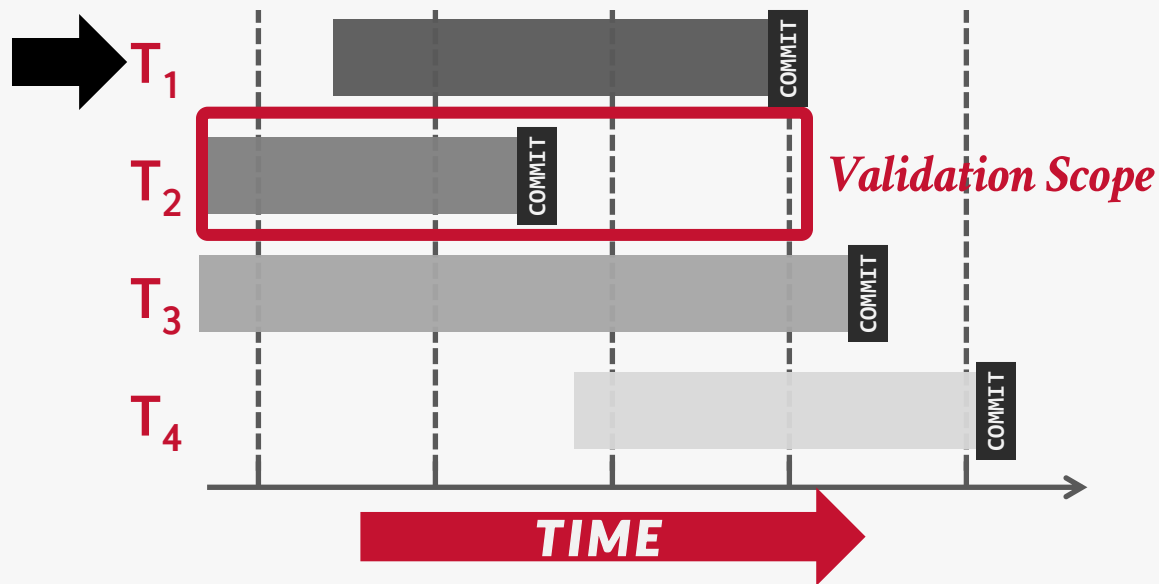 T1
COMMIT
T2
COMMIT
Validation Scope
T3
COMMIT
T4
COMMIT
TIME